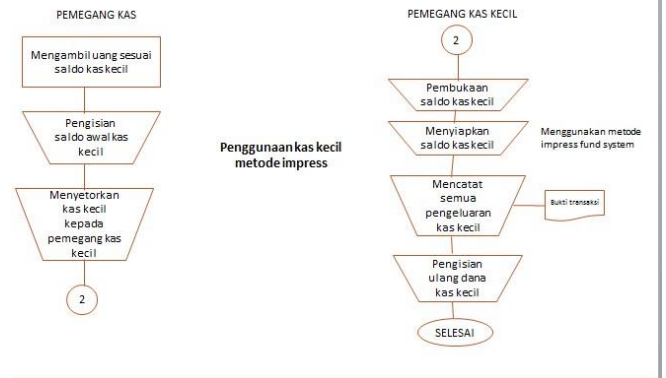 PEMEGANG KAS
Mengambil uang sesuai
saldo kas kecil
Pengisian
saldo awal kas
kecil
Menyetorkan
kas kecil
kepada
pemegang kas
kecil
2
Penggunaan kas kecil
metode impress
PEMEGANG KAS KECIL
2
Pembukaan
saldo kas kecil
Menyiapkan
saldo kas kecil
Menggunakan metode
impress fund system
Mencatat
semua
pengeluaran
kas kecil
Bukti transaksi
Pengisian
ulang dana
kas kecil
SELESAI